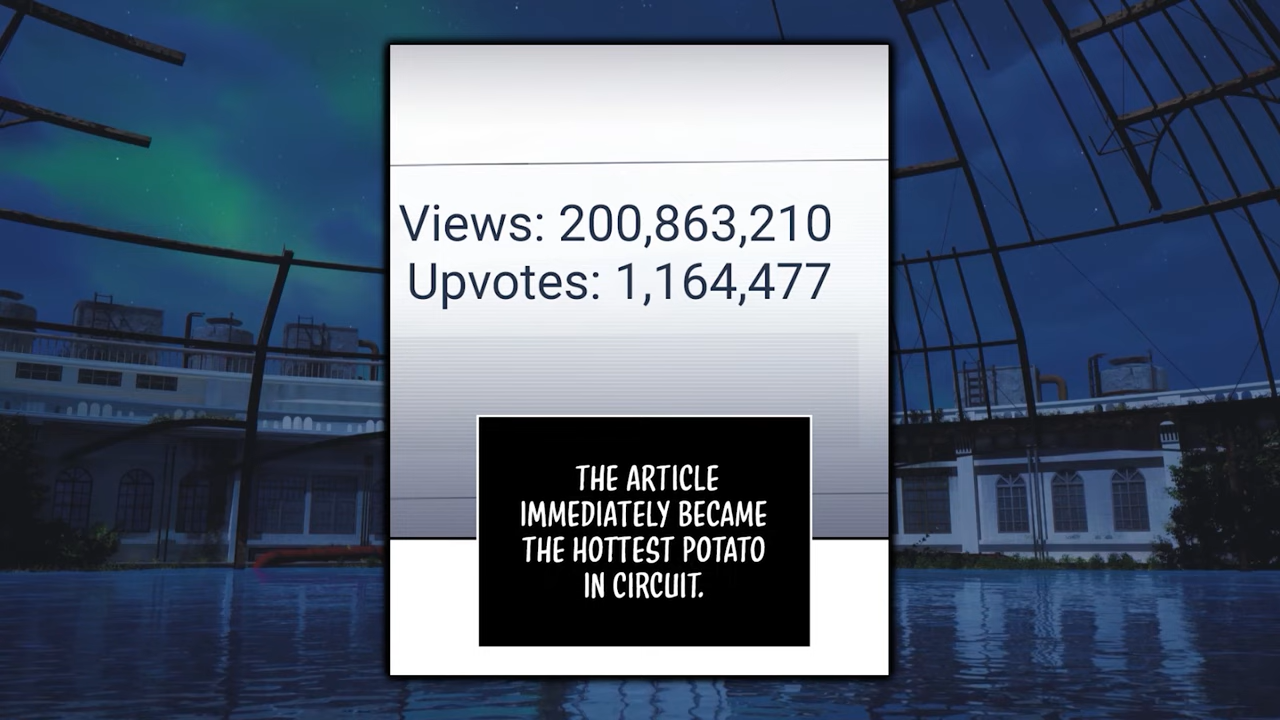 Views: 200,863,210
Upvotes: 1,164,477
THE ARTICLE
IMMEDIATELY BECAME
THE HOTTEST POTATO
IN CIRCUIT.